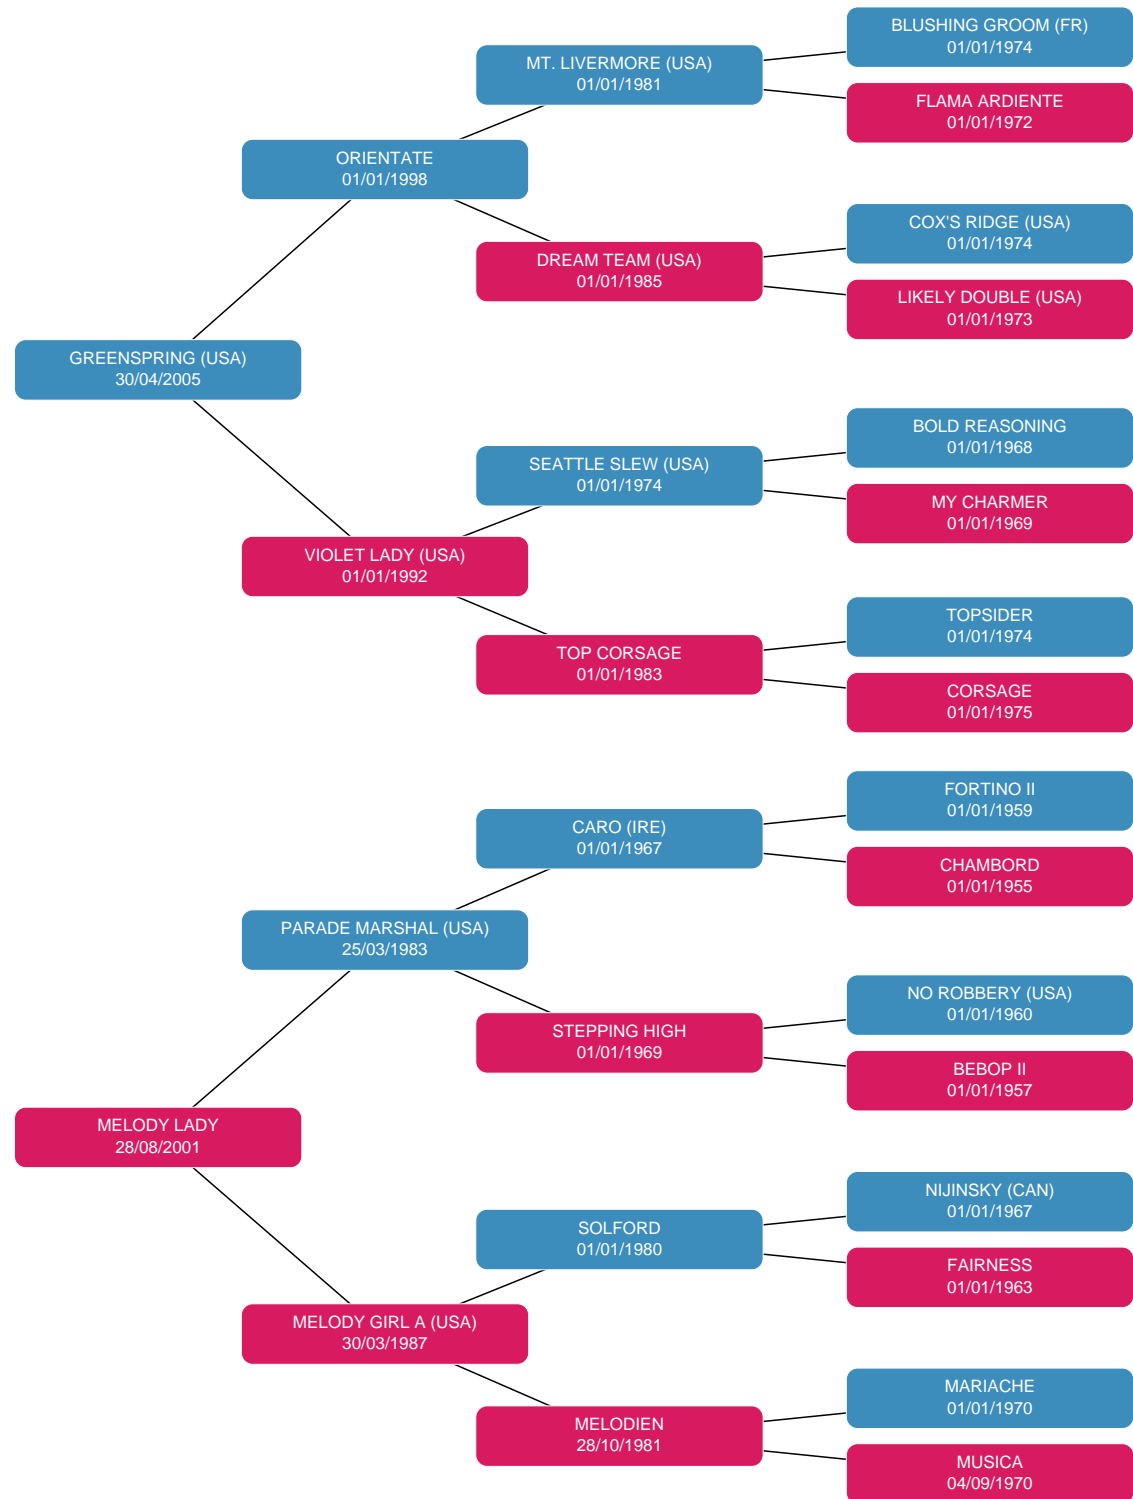 BLUSHING GROOM (FR)
01/01/1974
MT. LIVERMORE (USA)
01/01/1981
FLAMA ARDIENTE
01/01/1972
ORIENTATE
01/01/1998
COX'S RIDGE (USA)
01/01/1974
DREAM TEAM (USA)
01/01/1985
LIKELY DOUBLE (USA)
01/01/1973
GREENSPRING (USA)
30/04/2005
BOLD REASONING
01/01/1968
SEATTLE SLEW (USA)
01/01/1974
MY CHARMER
01/01/1969
VIOLET LADY (USA)
01/01/1992
TOPSIDER
01/01/1974
TOP CORSAGE
01/01/1983
CORSAGE
01/01/1975
FORTINO II
01/01/1959
CARO (IRE)
01/01/1967
CHAMBORD
01/01/1955
PARADE MARSHAL (USA)
25/03/1983
NO ROBBERY (USA)
01/01/1960
STEPPING HIGH
01/01/1969
BEBOP II
01/01/1957
MELODY LADY
28/08/2001
NIJINSKY (CAN)
01/01/1967
SOLFORD
01/01/1980
FAIRNESS
01/01/1963
MELODY GIRL A (USA)
30/03/1987
MARIACHE
01/01/1970
MELODIEN
28/10/1981
MUSICA
04/09/1970